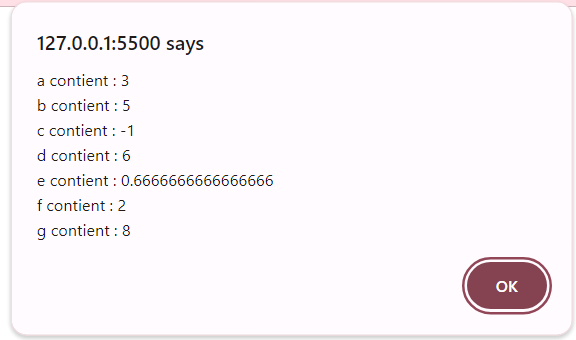 127.0.0.1:5500 says
a contient : 3
b contient : 5
c contient : -1
d contient : 6
e contient : 0.6666666666666666
f contient : 2
g contient : 8
OK